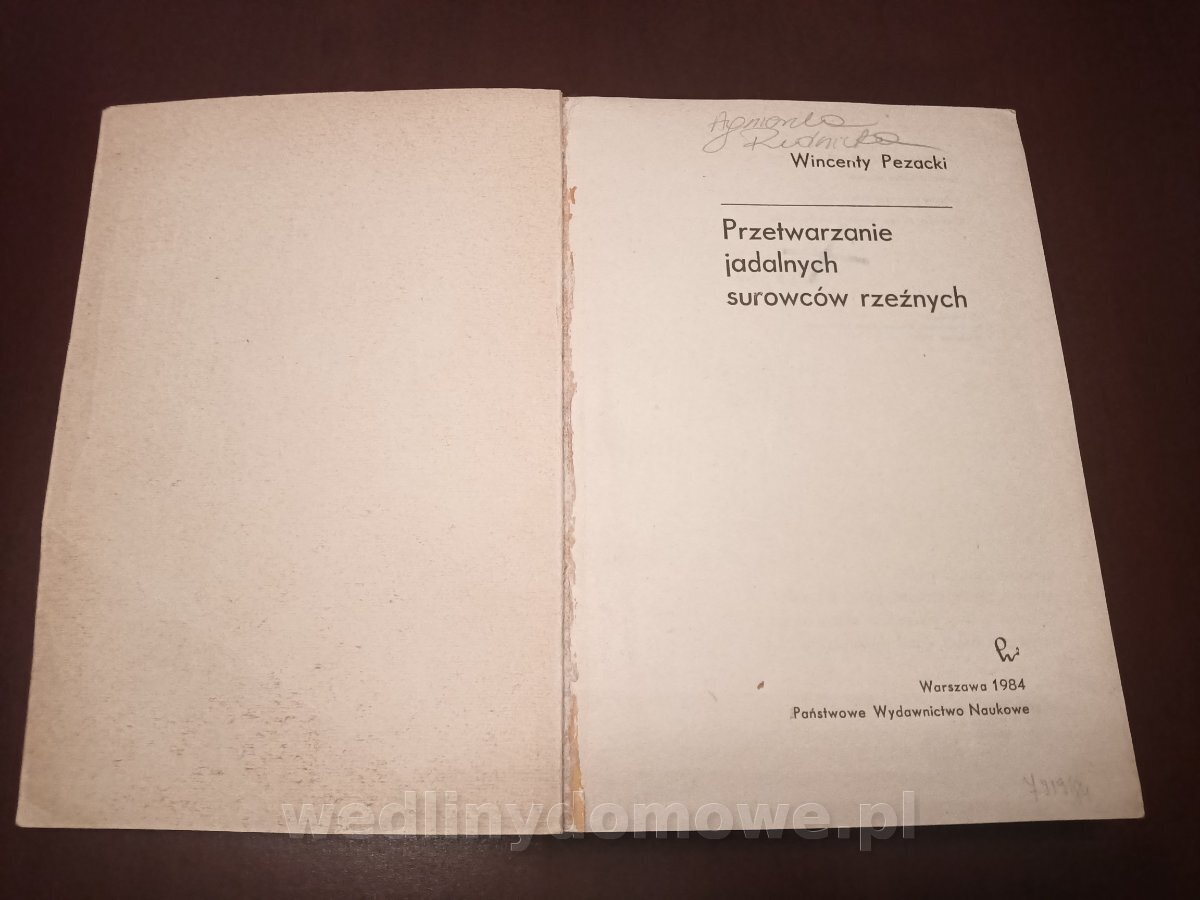 Wincenty Pezacki
Przetwarzanie
jadalnych
surowców rzeźnych
Warszawa 1984
Państwowe Wydawnictwo Naukowe
wedlinydomowe.pl